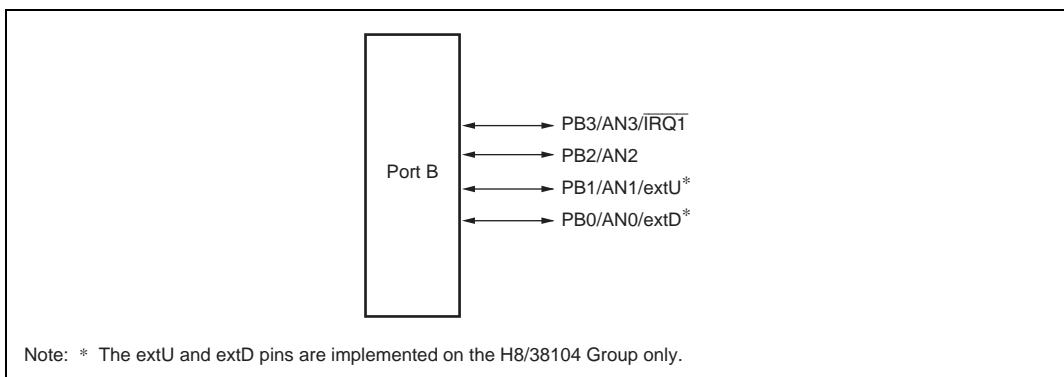 Port B
PB3/AN3/I̅R̅Q̅1̅
PB2/AN2
PB1/AN1/extU*
PB0/AN0/extD*
Note: * The extU and extD pins are implemented on the H8/38104 Group only.